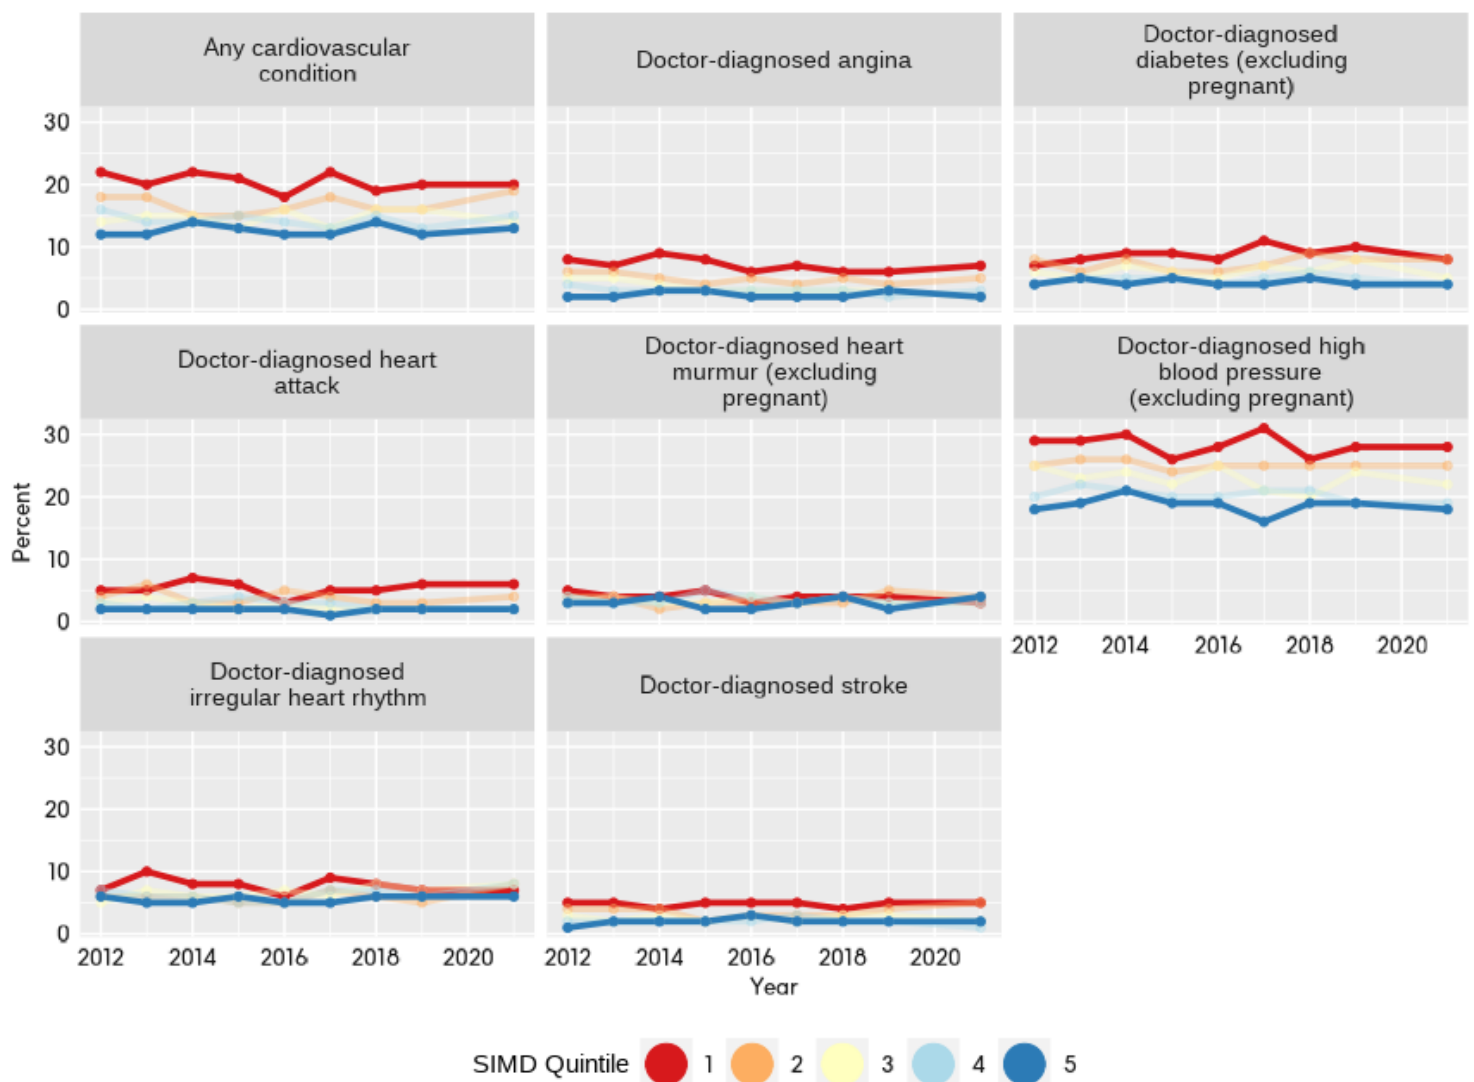 Any cardiovascular
condition
Doctor-diagnosed angina
Doctor-diagnosed
diabetes (excluding
pregnant)
30
20
10
0
Doctor-diagnosed heart
attack
Doctor-diagnosed heart
murmur (excluding
pregnant)
Doctor-diagnosed high
blood pressure
(excluding pregnant)
Percent
30
20
10
0
2012 2014 2016 2018 2020
Doctor-diagnosed
irregular heart rhythm
Doctor-diagnosed stroke
30
20
10
0
2012 2014 2016 2018 2020
2012 2014 2016 2018 2020
Year
SIMD Quintile 1 2 3 4 5